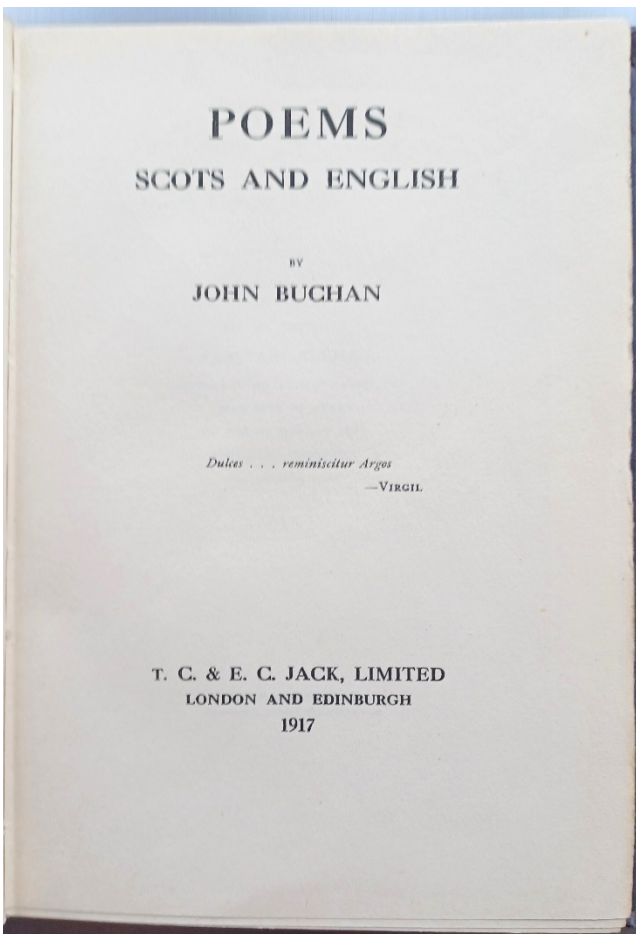 POEMS
SCOTS AND ENGLISH
BY
JOHN BUCHAN
Dulces . . . reminiscitur Argos
—VIRGIL
T. C. & E. C. JACK, LIMITED
LONDON AND EDINBURGH
1917